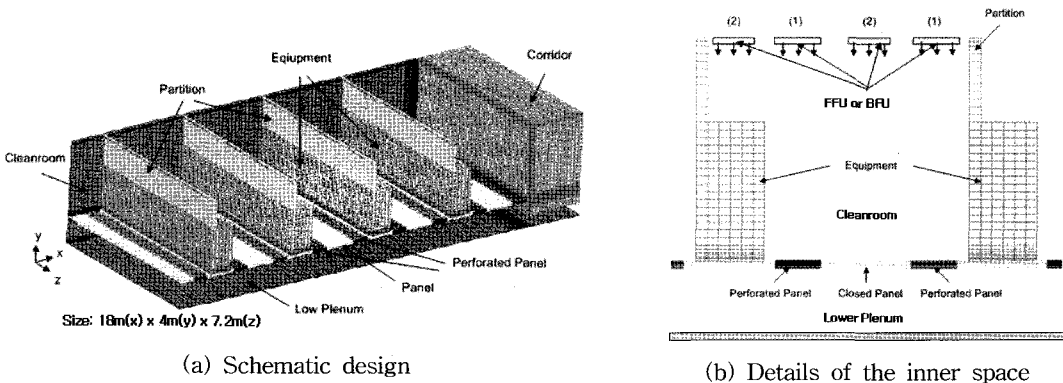 Partition
Eqiupment
Corridor
Cleanroom
y
x
z
Perforated Panel
Panel
Low Plenum
Size: 18m(x) x 4m(y) x 7.2m(z)
(a) Schematic design
(2) (1) (2) (1)
Partition
FFU or BFU
Equipment
Cleanroom
Perforated Panel Closed Panel Perforated Panel
Lower Plenum
(b) Details of the inner space